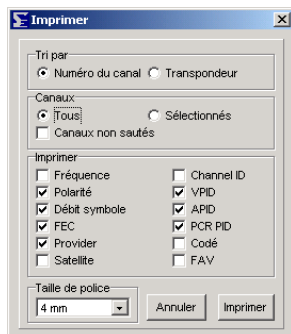 Imprimer
Tri par
Numéro du canal Transpondeur
Canaux
Tous Sélectionnés
Canaux non sautés
Imprimer
Fréquence Channel ID
Polarité VPID
Débit symbole APID
FEC PCR PID
Provider Codé
Satellite FAV
Taille de police
4 mm Annuler Imprimer